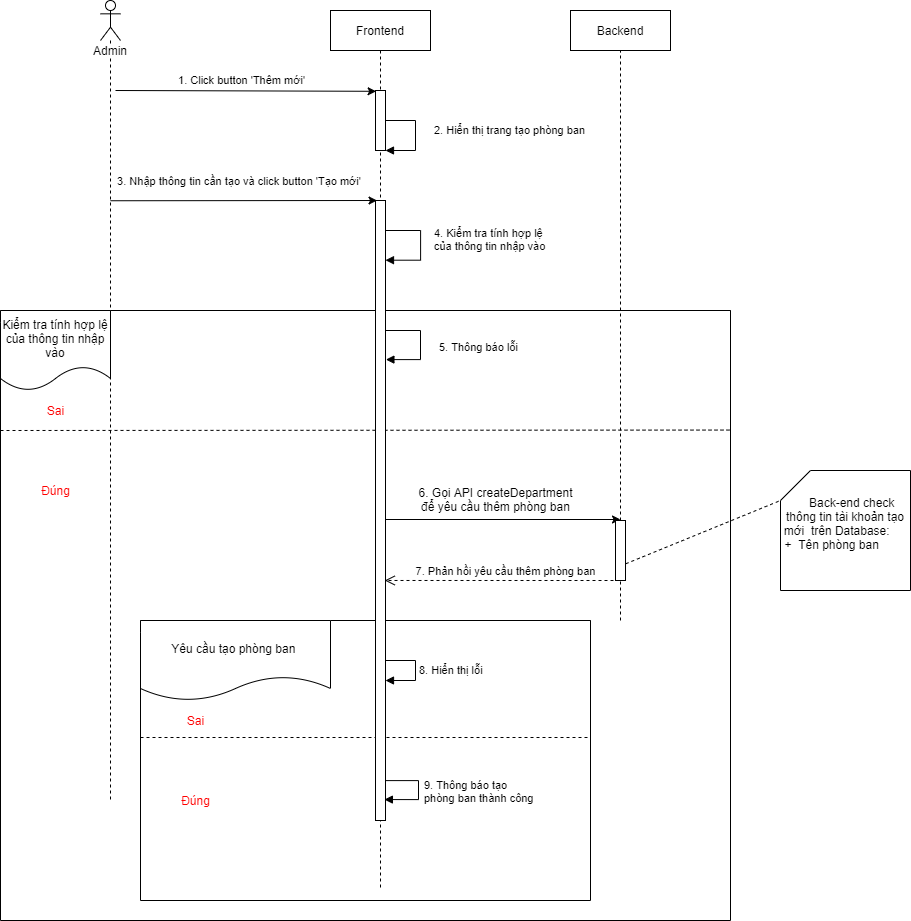 Admin
Frontend
Backend
1. Click button 'Thêm mới'
2. Hiển thị trang tạo phòng ban
3. Nhập thông tin cần tạo và click button 'Tạo mới'
4. Kiểm tra tính hợp lệ
của thông tin nhập vào
Kiểm tra tính hợp lệ
của thông tin nhập
vào
5. Thông báo lỗi
Sai
Đúng
6. Gọi API createDepartment
để yêu cầu thêm phòng ban
Back-end check
thông tin tải khoản tạo
mới trên Database:
+ Tên phòng ban
7. Phản hồi yêu cầu thêm phòng ban
Yêu cầu tạo phòng ban
8. Hiển thị lỗi
Sai
9. Thông báo tạo
phòng ban thành công
Đúng